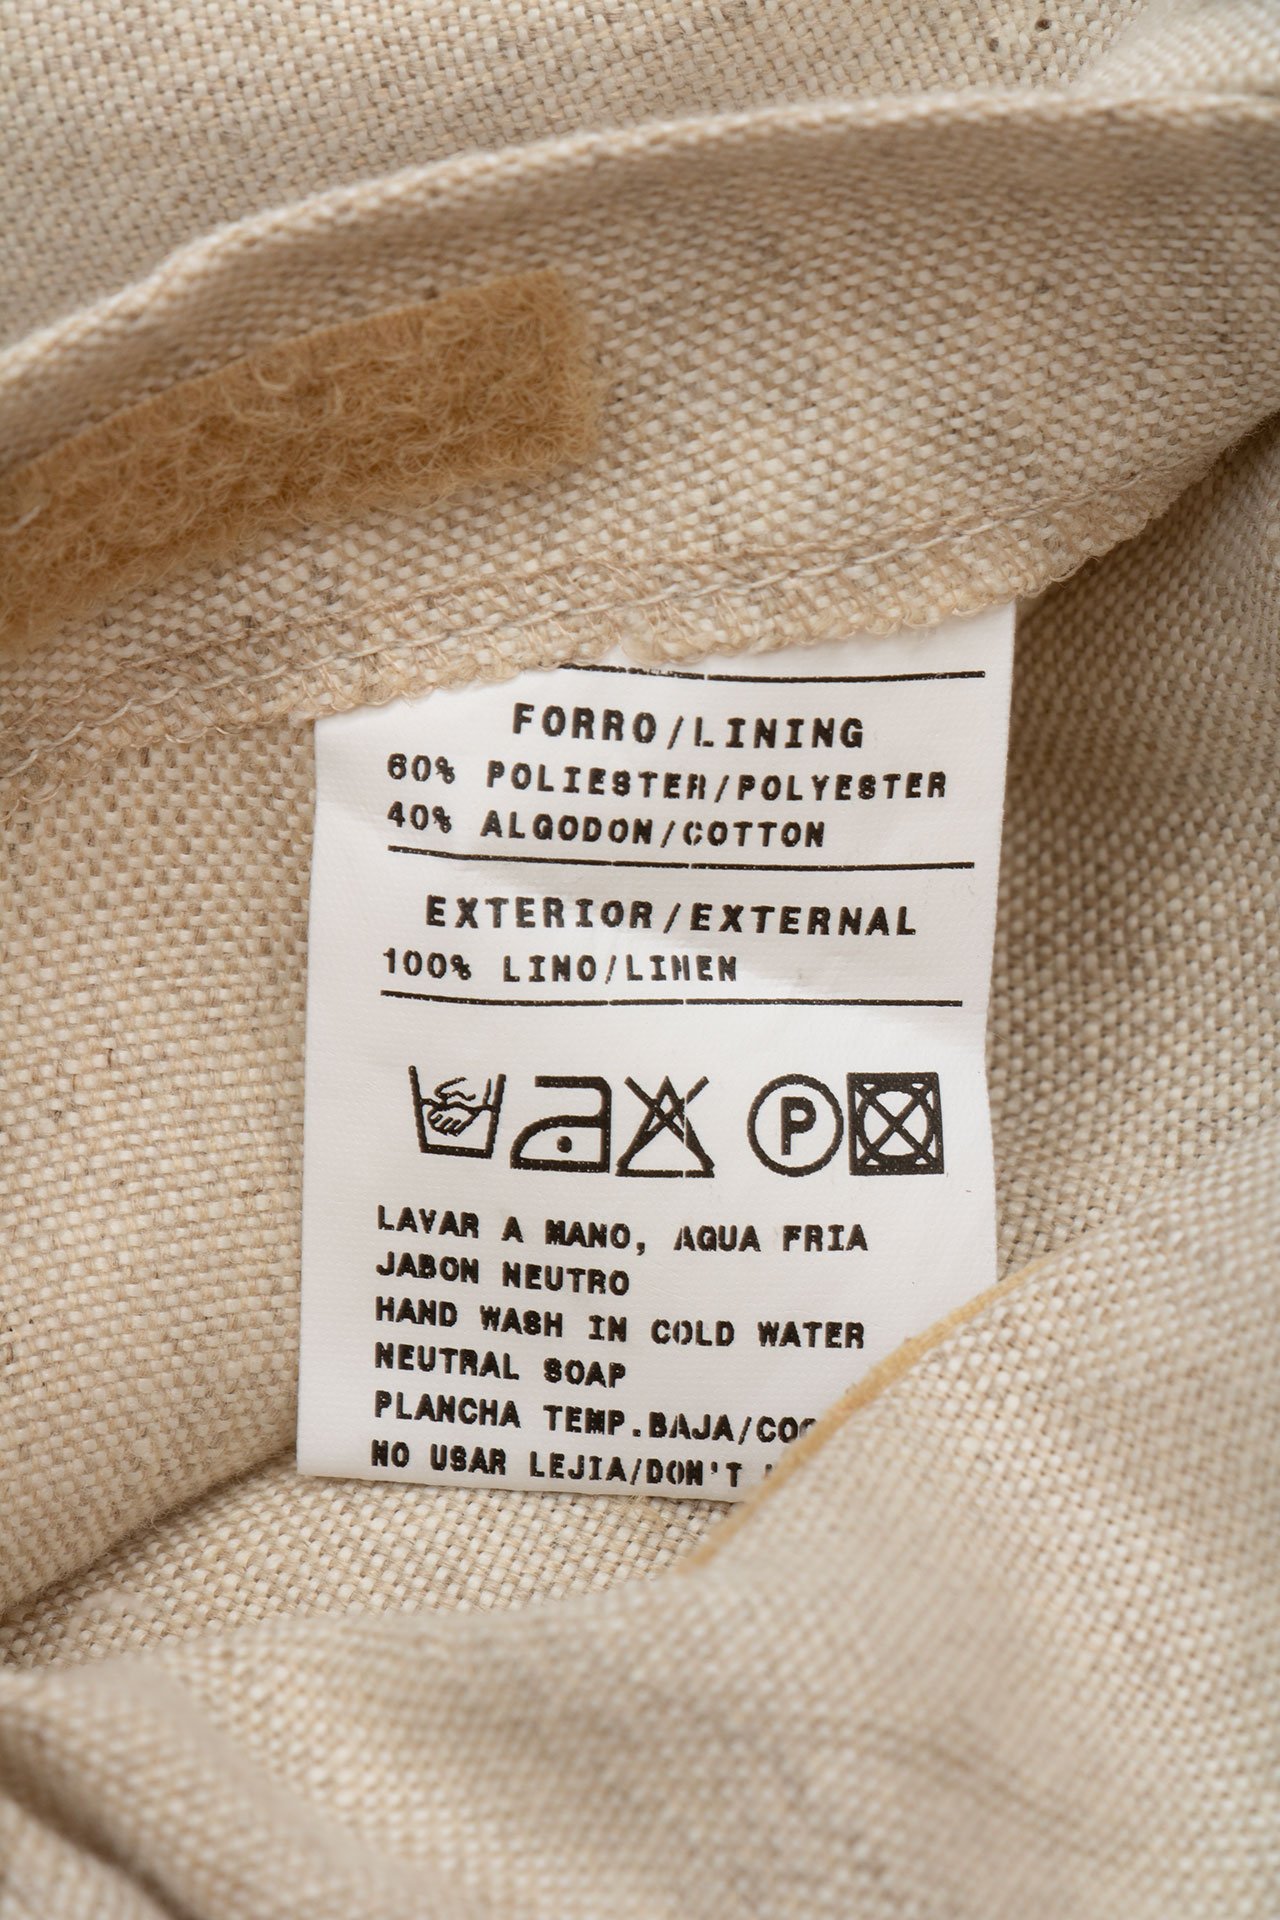 FORRO/LINING
60% POLIESTER/POLYESTER
40% ALGODON/COTTON
EXTERIOR/EXTERNAL
100% LINO/LINEN
P
LAVAR A MANO, AGUA FRIA
JABON NEUTRO
HAND WASH IN COLD WATER
NEUTRAL SOAP
PLANCHA TEMP.BAJA/
NO USAR LEJIA/DON'T